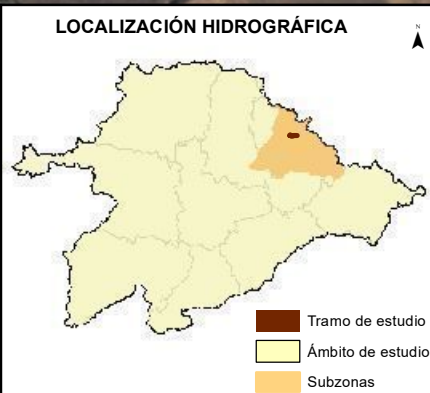 LOCALIZACIÓN HIDROGRÁFICA
N
Tramo de estudio
Ámbito de estudio
Subzonas